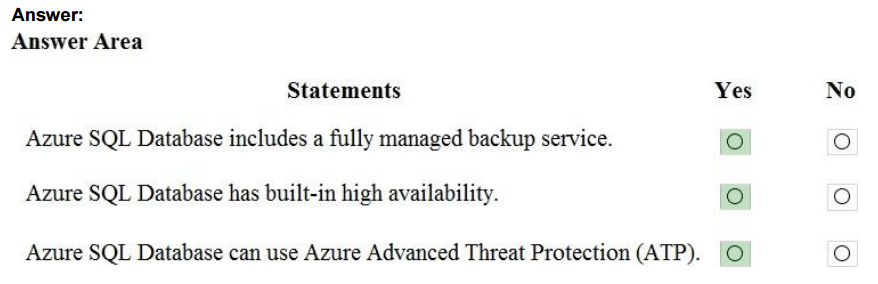 Answer:
Answer Area
Statements Yes No
Azure SQL Database includes a fully managed backup service.
Azure SQL Database has built-in high availability.
Azure SQL Database can use Azure Advanced Threat Protection (ATP).